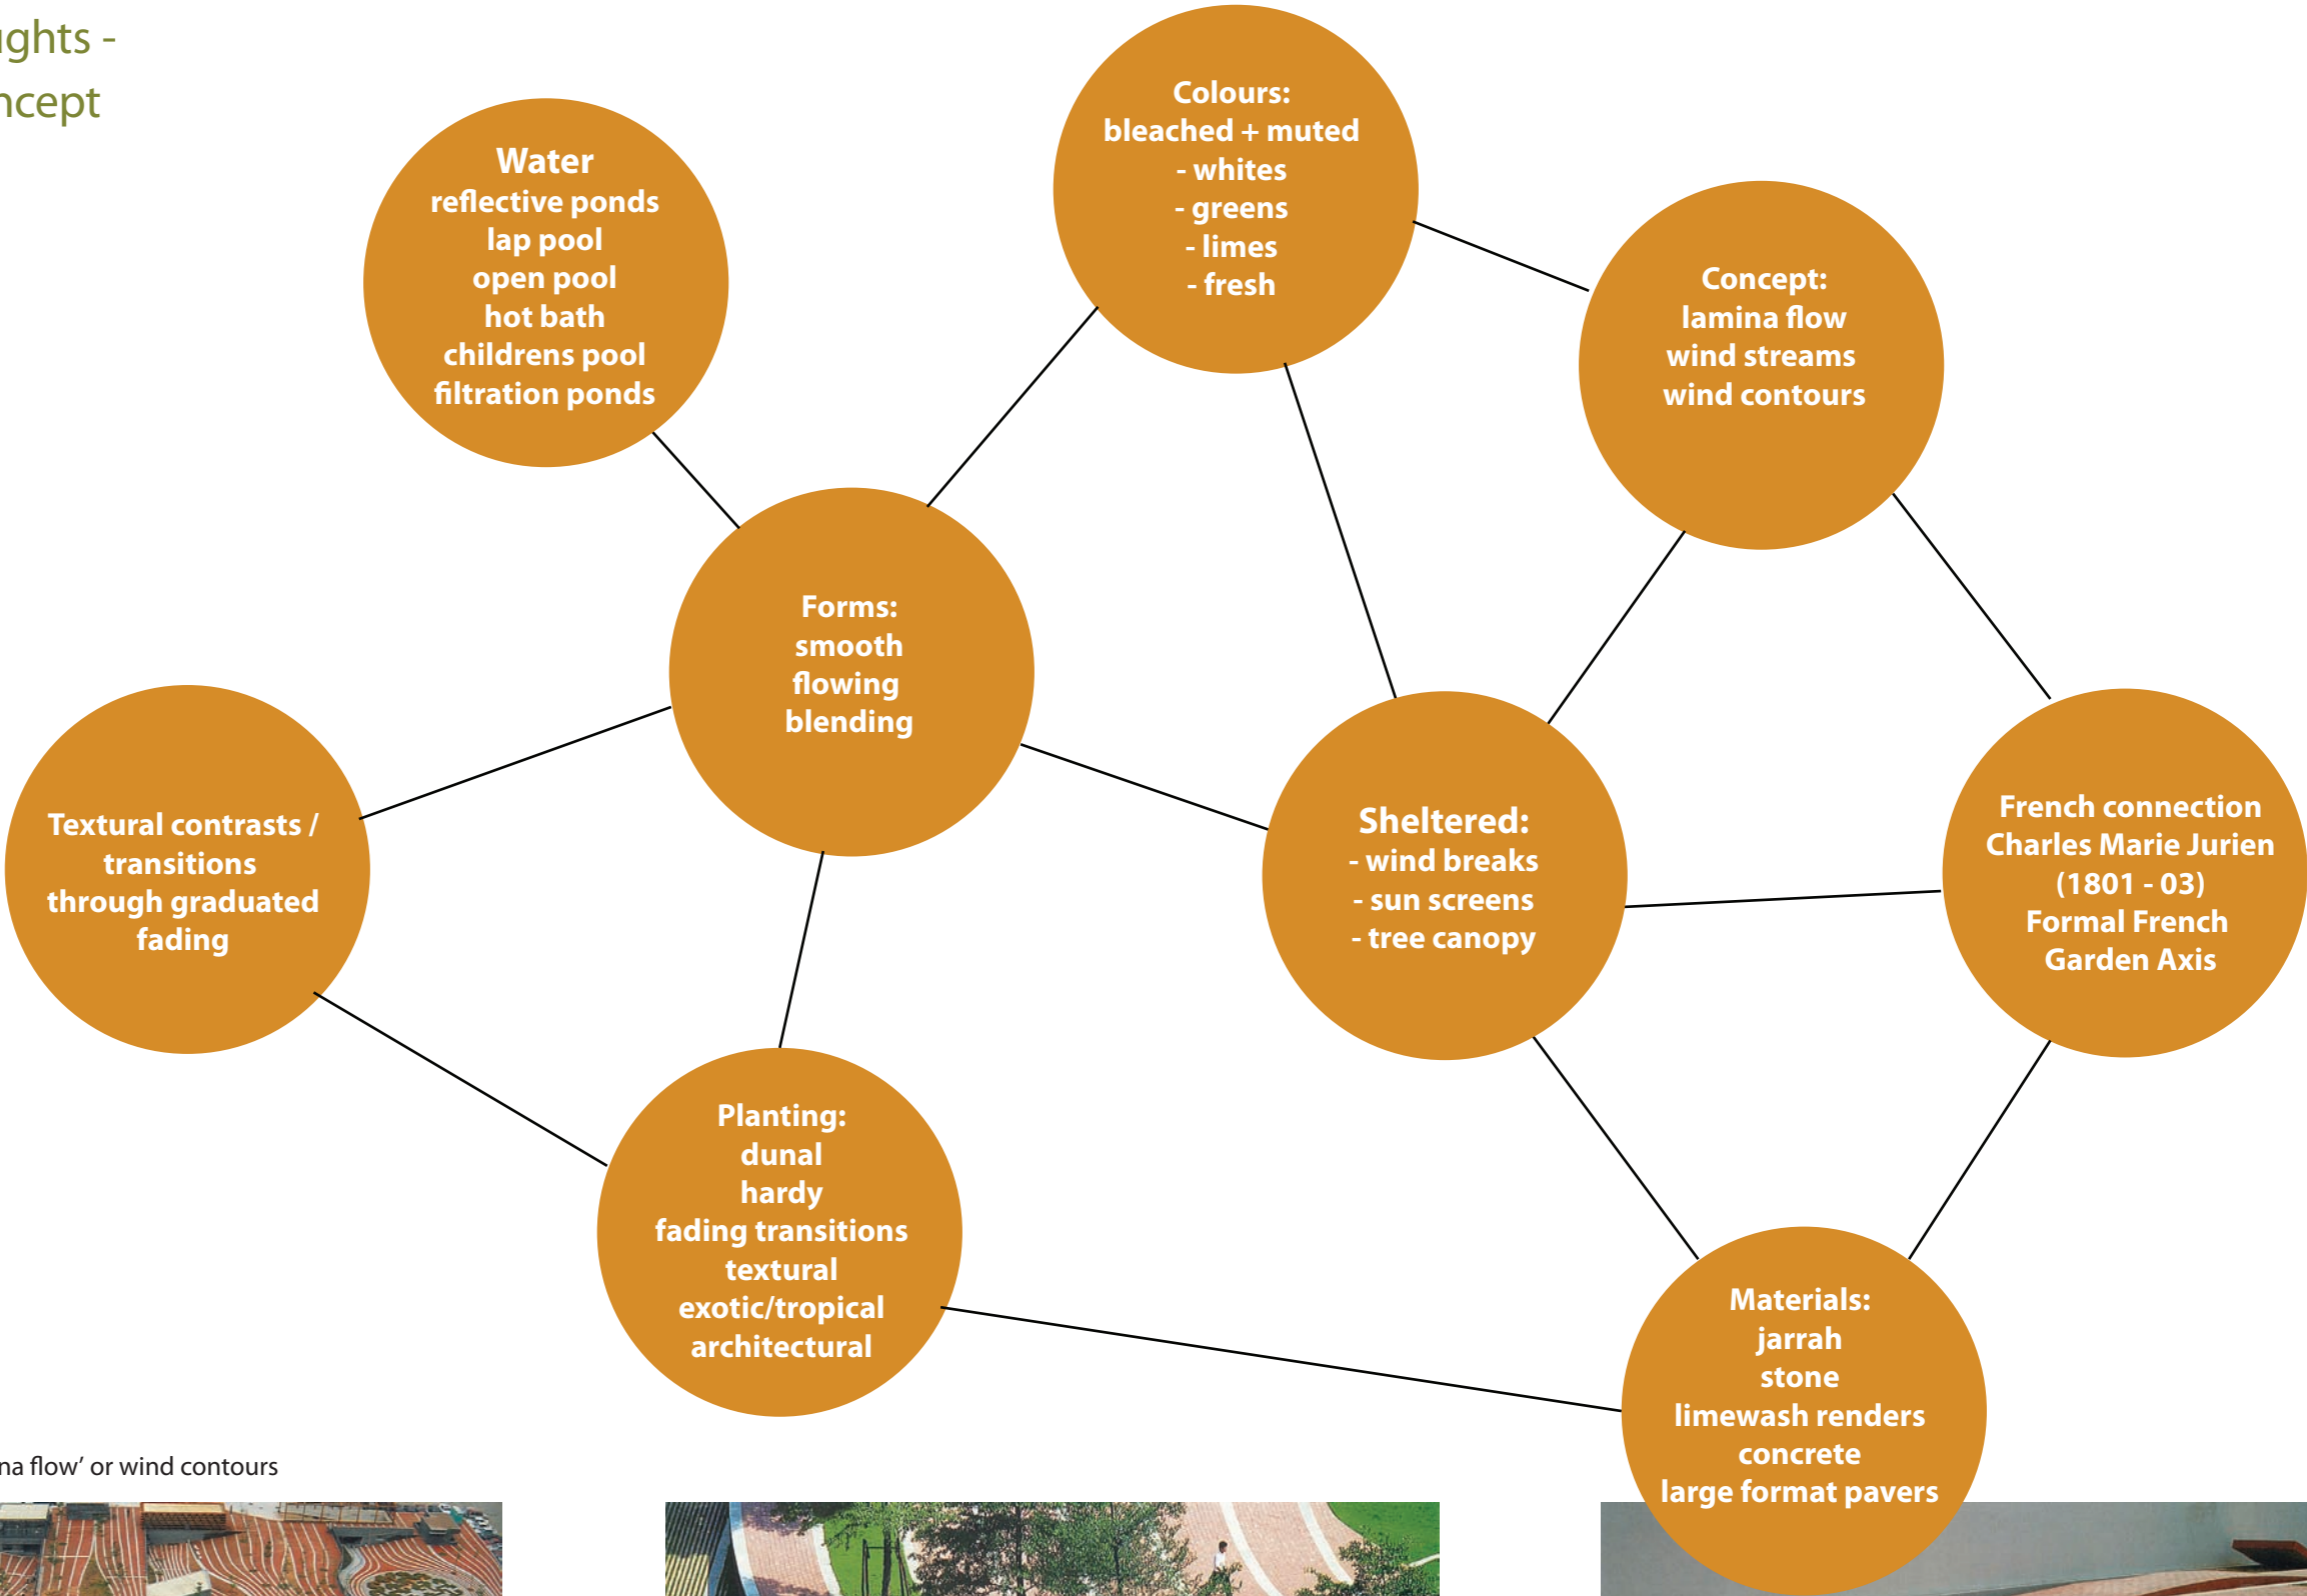 ughts -
ncept
Water
reflective ponds
lap pool
open pool
hot bath
childrens pool
filtration ponds
Colours:
bleached + muted
- whites
- greens
- limes
- fresh
Concept:
lamina flow
wind streams
wind contours
Forms:
smooth
flowing
blending
Textural contrasts /
transitions
through graduated
fading
Sheltered:
- wind breaks
- sun screens
- tree canopy
French connection
Charles Marie Jurien
(1801 - 03)
Formal French
Garden Axis
Planting:
dunal
hardy
fading transitions
textural
exotic/tropical
architectural
Materials:
jarrah
stone
limewash renders
concrete
large format pavers
na flow’ or wind contours